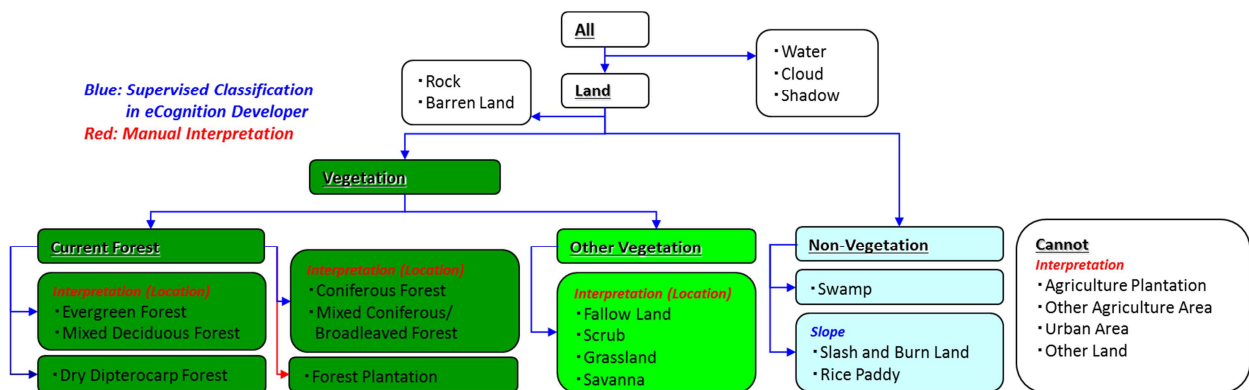 All
・Water
・Cloud
・Shadow
・Rock
・Barren Land
Land
Blue: Supervised Classification
in eCognition Developer
Red: Manual Interpretation
Vegetation
Current Forest
Interpretation (Location)
・Evergreen Forest
・Mixed Deciduous Forest
・Dry Dipterocarp Forest
Interpretation (Location)
・Coniferous Forest
・Mixed Coniferous/
Broadleaved Forest
・Forest Plantation
Other Vegetation
Interpretation (Location)
・Fallow Land
・Scrub
・Grassland
・Savanna
Non-Vegetation
・Swamp
Slope
・Slash and Burn Land
・Rice Paddy
Cannot
Interpretation
・Agriculture Plantation
・Other Agriculture Area
・Urban Area
・Other Land